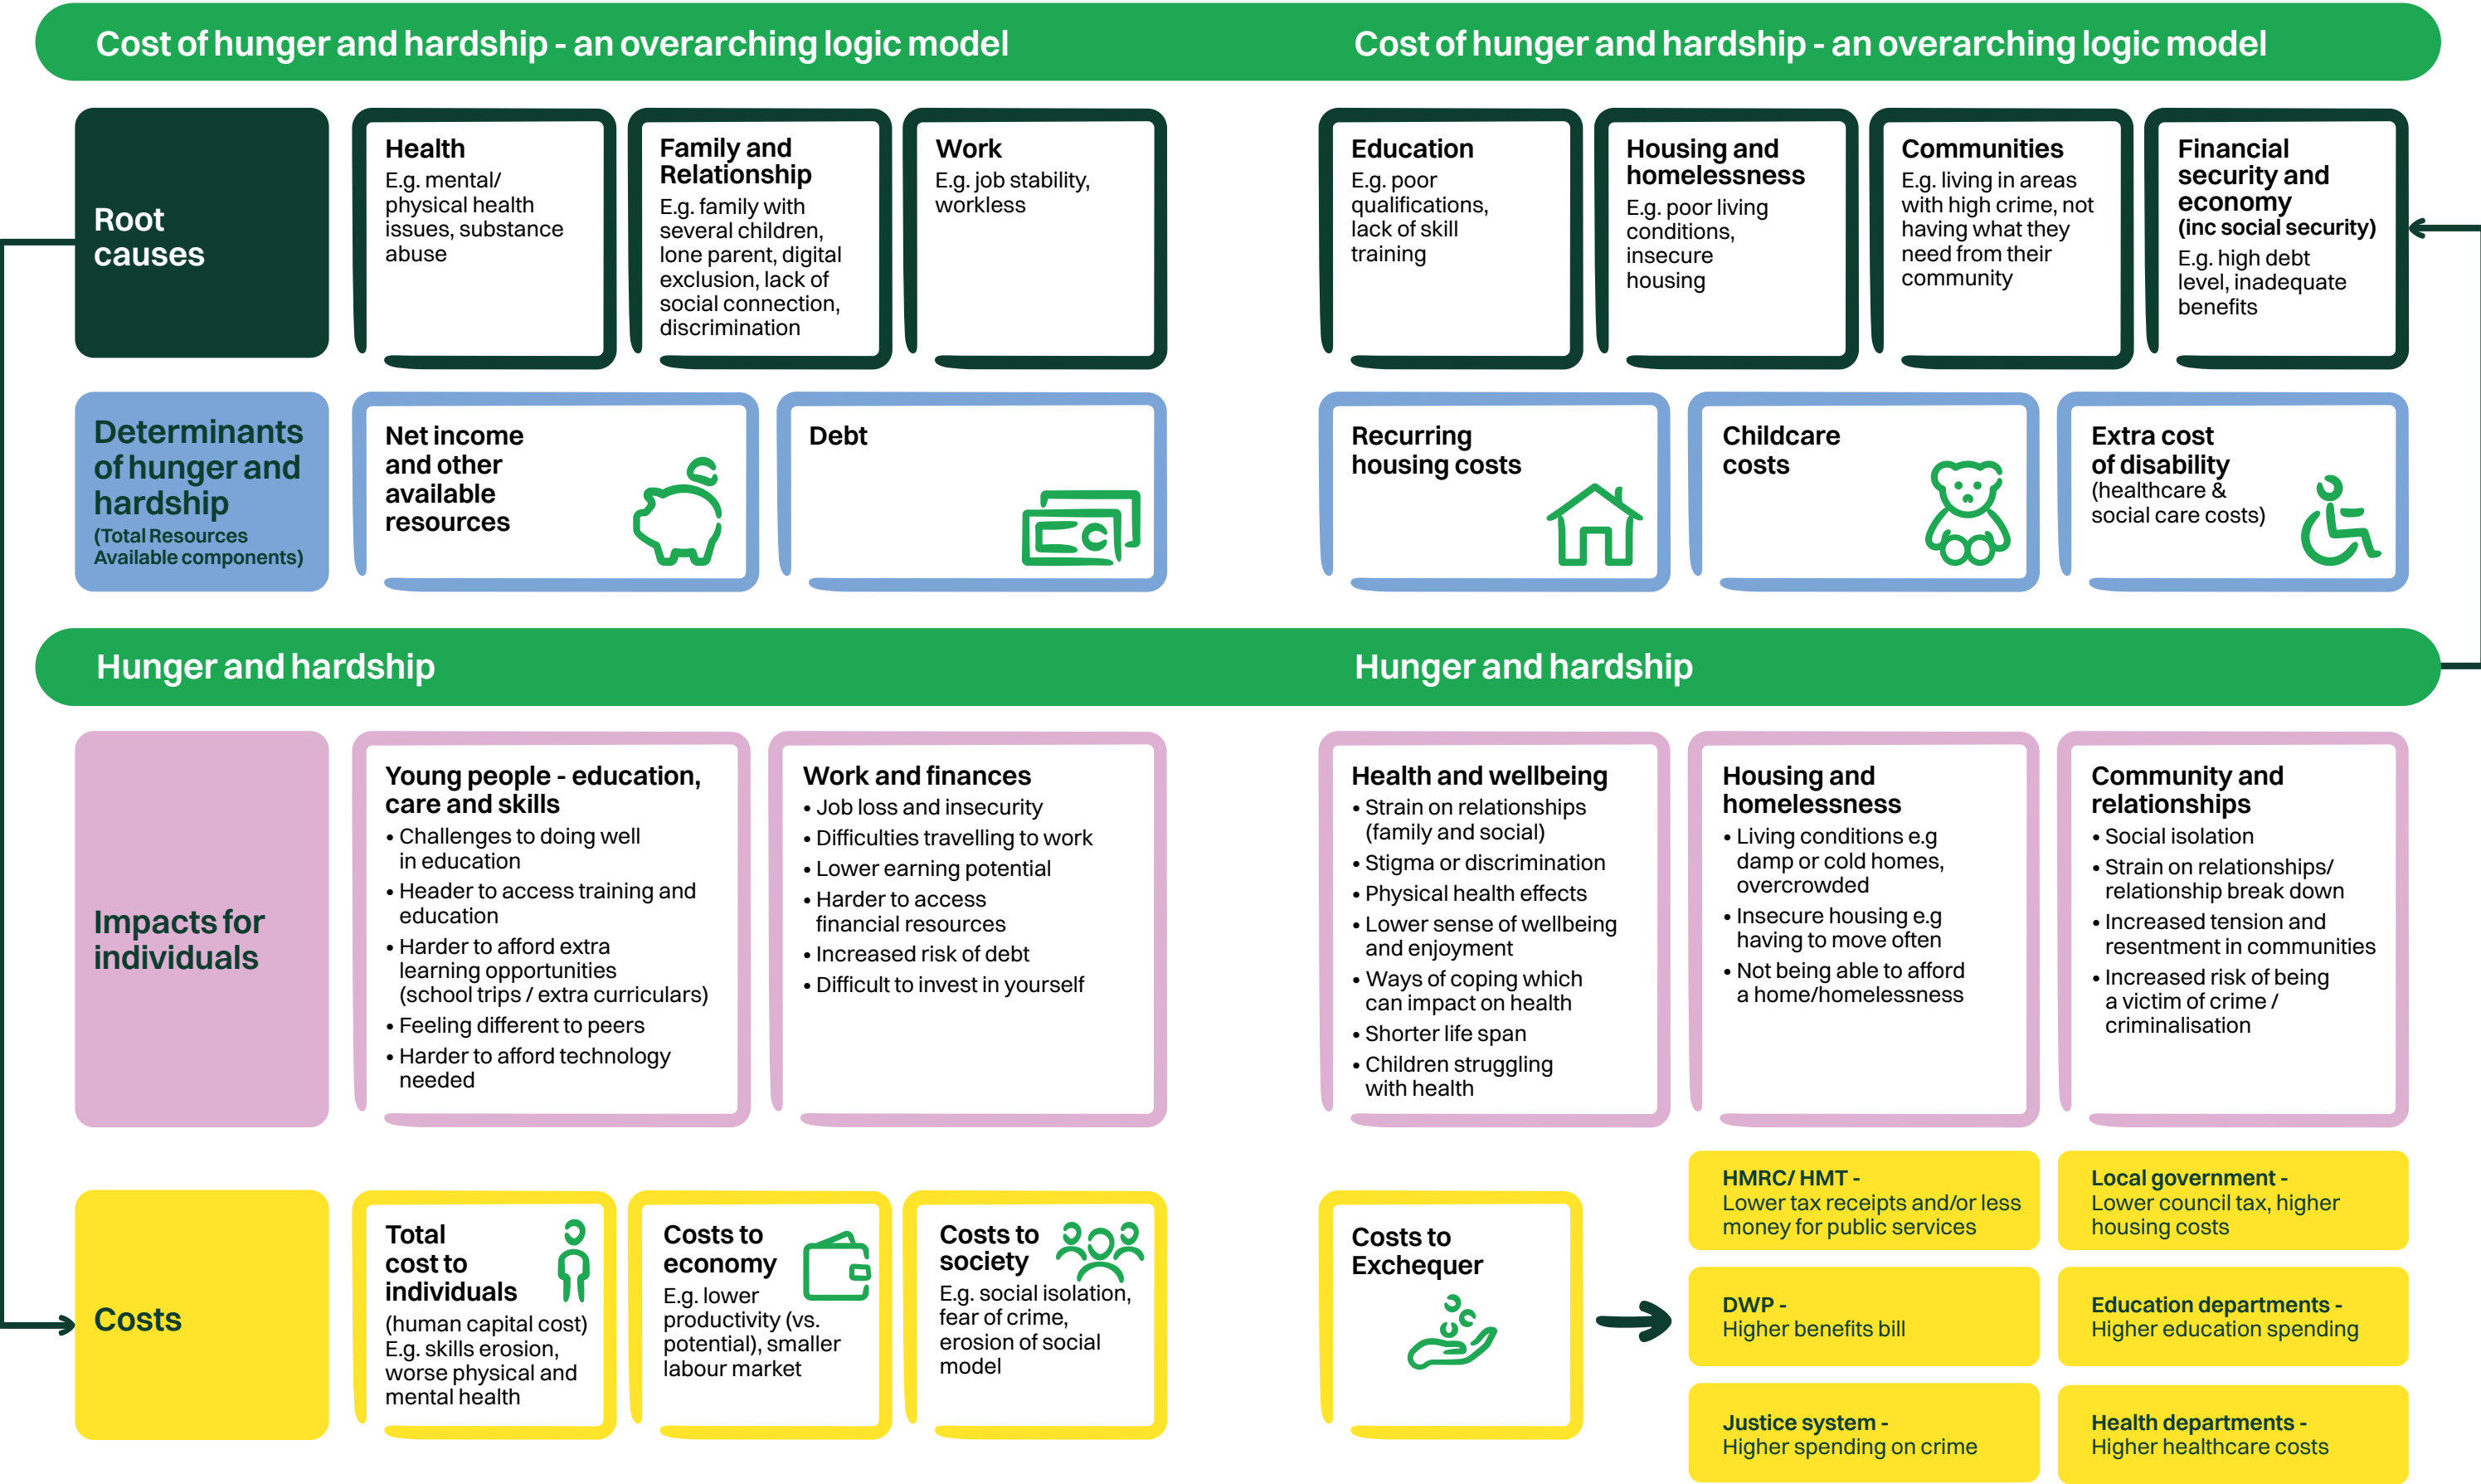 Cost of hunger and hardship - an overarching logic model
Cost of hunger and hardship - an overarching logic model
Root
causes
Health
E.g. mental/
physical health
issues, substance
abuse
Family and
Relationship
E.g. family with
several children,
lone parent, digital
exclusion, lack of
social connection,
discrimination
Work
E.g. job stability,
workless
Education
E.g. poor
qualifications,
lack of skill
training
Housing and
homelessness
E.g. poor living
conditions,
insecure
housing
Communities
E.g. living in areas
with high crime, not
having what they
need from their
community
Financial
security and
economy
(inc social security)
E.g. high debt
level, inadequate
benefits
Determinants
of hunger and
hardship
(Total Resources
Available components)
Net income
and other
available
resources
Debt
Recurring
housing costs
Childcare
costs
Extra cost
of disability
(healthcare &
social care costs)
Hunger and hardship
Hunger and hardship
Impacts for
individuals
Young people - education,
care and skills
• Challenges to doing well
in education
• Header to access training and
education
• Harder to afford extra
learning opportunities
(school trips / extra curriculars)
• Feeling different to peers
• Harder to afford technology
needed
Work and finances
• Job loss and insecurity
• Difficulties travelling to work
• Lower earning potential
• Harder to access
financial resources
• Increased risk of debt
• Difficult to invest in yourself
Health and wellbeing
• Strain on relationships
(family and social)
• Stigma or discrimination
• Physical health effects
• Lower sense of wellbeing
and enjoyment
• Ways of coping which
can impact on health
• Shorter life span
• Children struggling
with health
Housing and
homelessness
• Living conditions e.g
damp or cold homes,
overcrowded
• Insecure housing e.g
having to move often
• Not being able to afford
a home/homelessness
Community and
relationships
• Social isolation
• Strain on relationships/
relationship break down
• Increased tension and
resentment in communities
• Increased risk of being
a victim of crime /
criminalisation
Costs
Total
cost to
individuals
(human capital cost)
E.g. skills erosion,
worse physical and
mental health
Costs to
economy
E.g. lower
productivity (vs.
potential), smaller
labour market
Costs to
society
E.g. social isolation,
fear of crime,
erosion of social
model
Costs to
Exchequer
HMRC/ HMT -
Lower tax receipts and/or less
money for public services
Local government -
Lower council tax, higher
housing costs
DWP -
Higher benefits bill
Education departments -
Higher education spending
Justice system -
Higher spending on crime
Health departments -
Higher healthcare costs